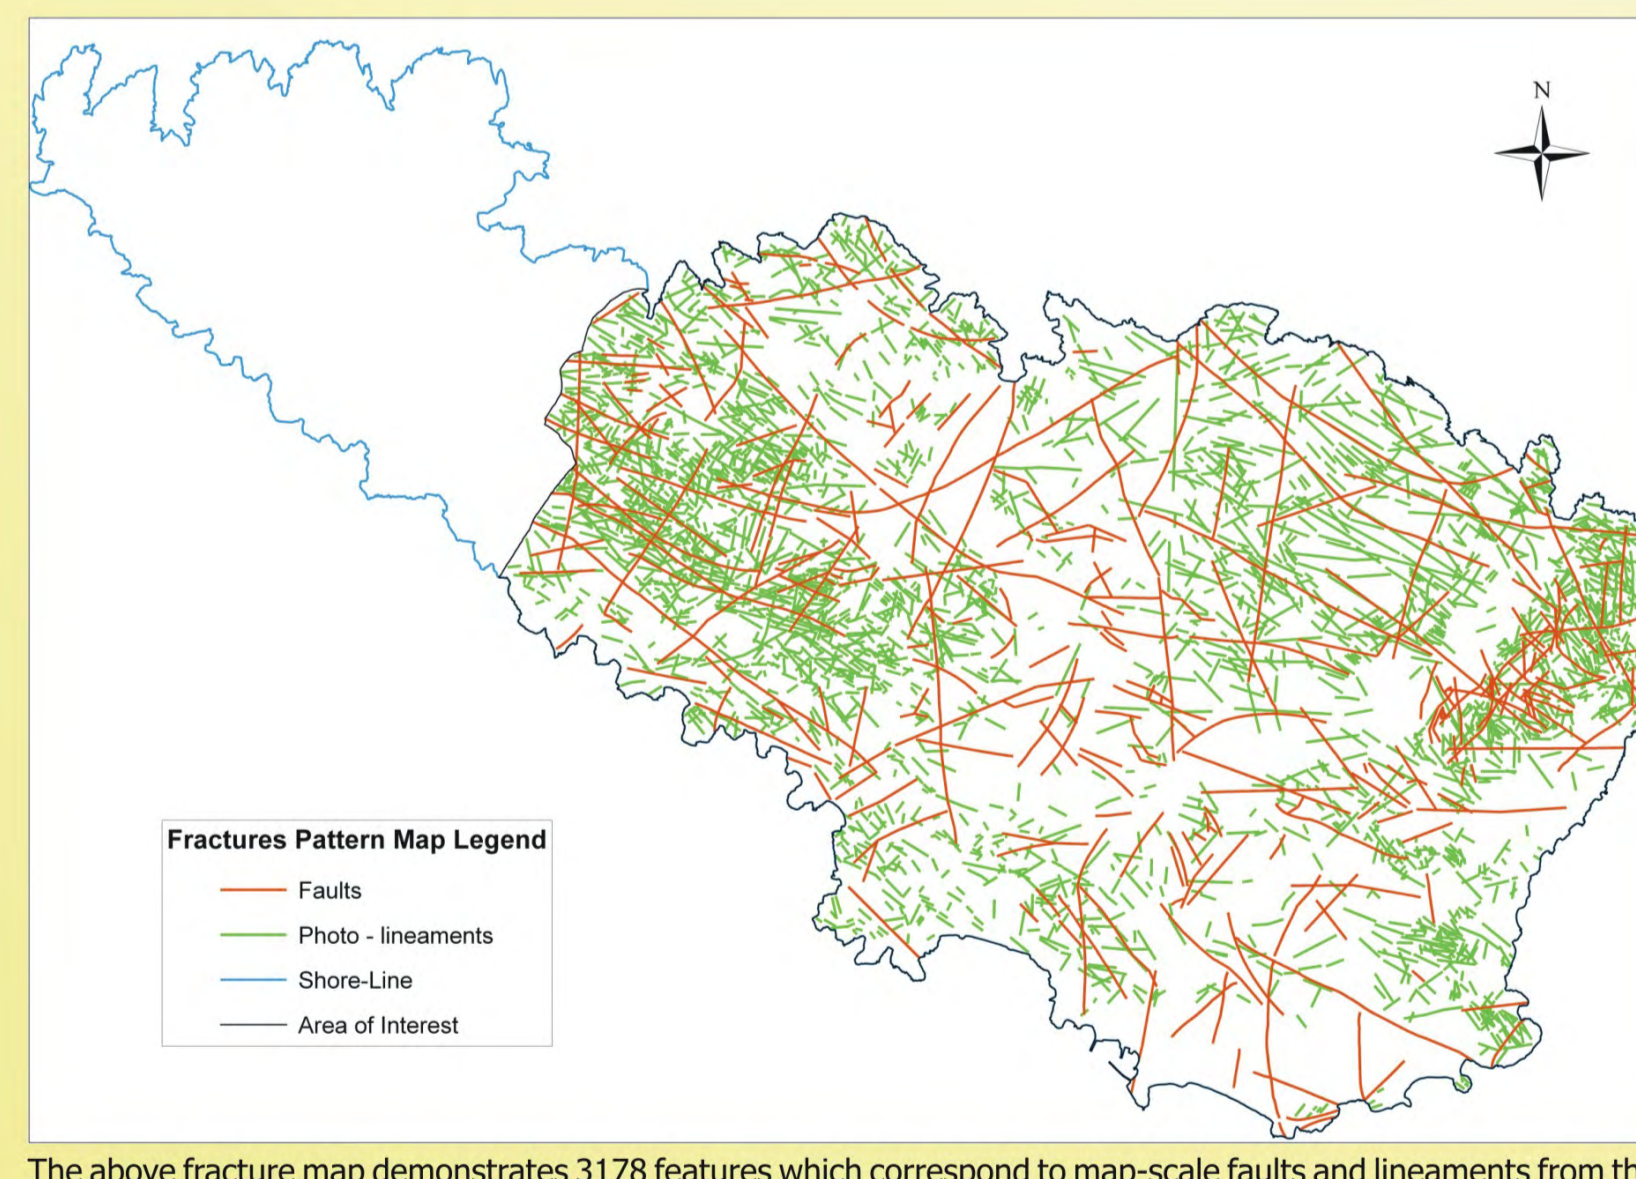 N
Fractures Pattern Map Legend
Faults
Photo - lineaments
Shore-Line
Area of Interest
The above fracture map demonstrates 3178 features which correspond to map-scale faults and lineaments from th